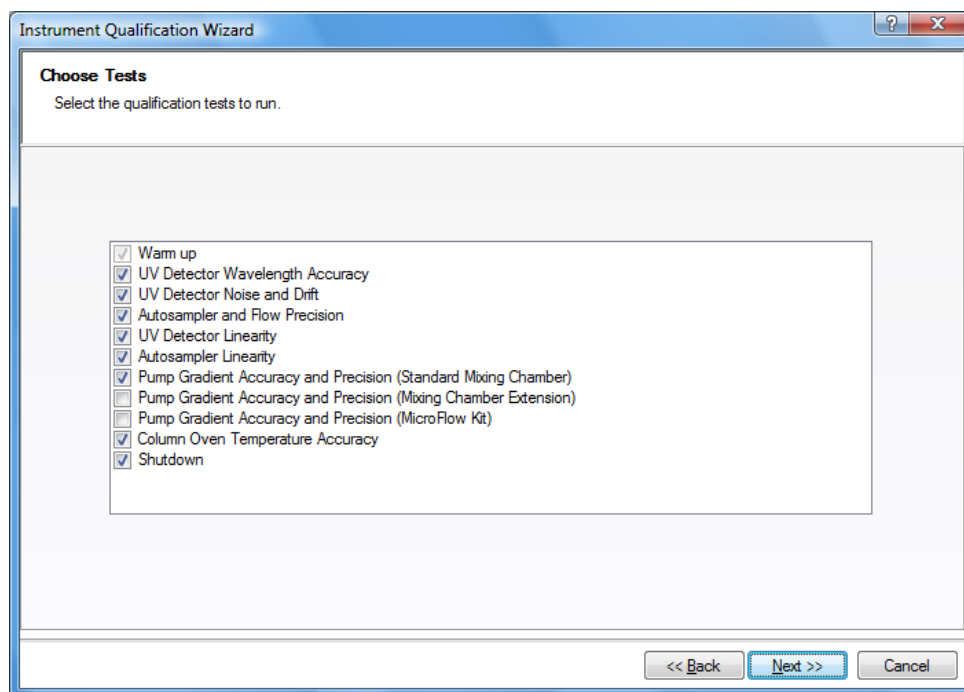 Instrument Qualification Wizard
?
X
Choose Tests
Select the qualification tests to run.
Warm up
UV Detector Wavelength Accuracy
UV Detector Noise and Drift
Autosampler and Flow Precision
UV Detector Linearity
Autosampler Linearity
Pump Gradient Accuracy and Precision (Standard Mixing Chamber)
Pump Gradient Accuracy and Precision (Mixing Chamber Extension)
Pump Gradient Accuracy and Precision (MicroFlow Kit)
Column Oven Temperature Accuracy
Shutdown
<< Back
Next >>
Cancel